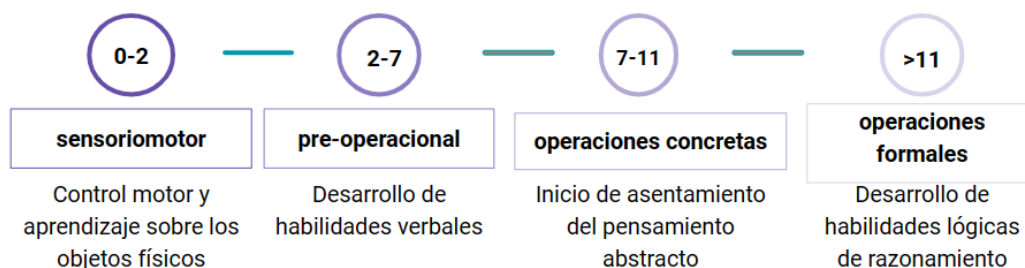 0-2
2-7
7-11
>11
sensoriomotor
pre-operacional
operaciones concretas
operaciones
formales
Control motor y
aprendizaje sobre los
objetos físicos
Desarrollo de
habilidades verbales
Inicio de asentamiento
del pensamiento
abstracto
Desarrollo de
habilidades lógicas
de razonamiento